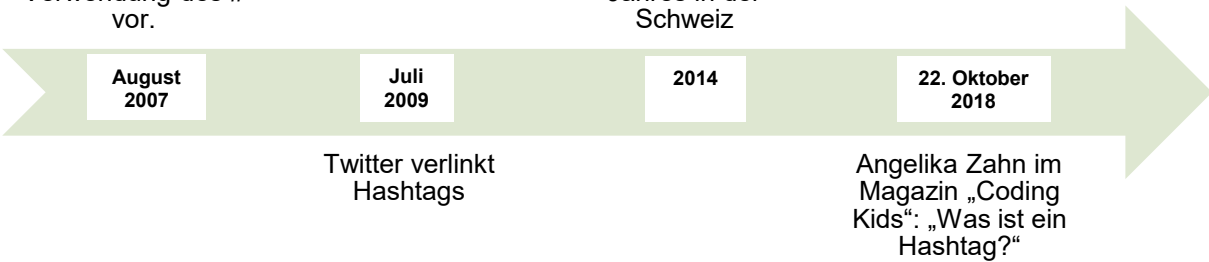 vor.
Schweiz
August
2007
Juli
2009
2014
22. Oktober
2018
Twitter verlinkt
Hashtags
Angelika Zahn im
Magazin „Coding
Kids“: „Was ist ein
Hashtag?“